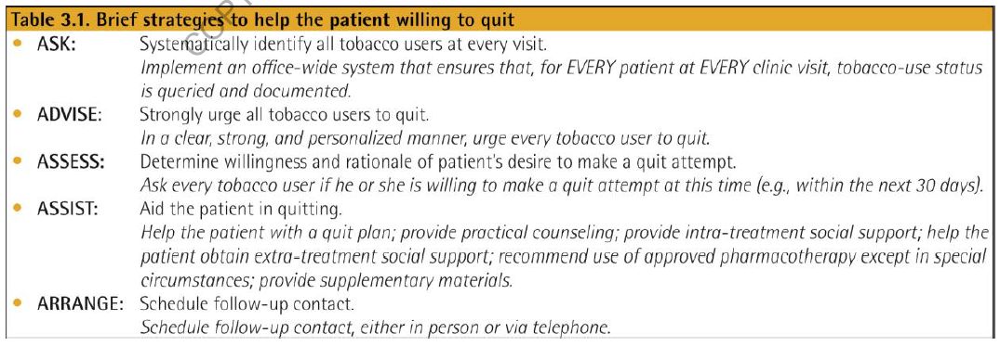 Table 3.1. Brief strategies to help the patient willing to quit
• ASK: Systematically identify all tobacco users at every visit.
Implement an office-wide system that ensures that, for EVERY patient at EVERY clinic visit, tobacco-use status
is queried and documented.
• ADVISE: Strongly urge all tobacco users to quit.
In a clear, strong, and personalized manner, urge every tobacco user to quit.
• ASSESS: Determine willingness and rationale of patient's desire to make a quit attempt.
Ask every tobacco user if he or she is willing to make a quit attempt at this time (e.g., within the next 30 days).
• ASSIST: Aid the patient in quitting.
Help the patient with a quit plan; provide practical counseling; provide intra-treatment social support; help the
patient obtain extra-treatment social support; recommend use of approved pharmacotherapy except in special
circumstances; provide supplementary materials.
• ARRANGE: Schedule follow-up contact.
Schedule follow-up contact, either in person or via telephone.